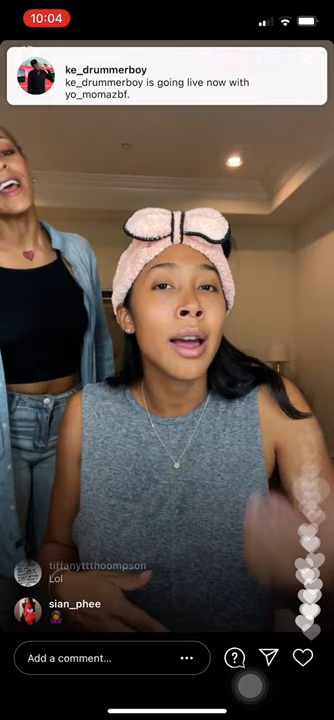 10:04
ke_drummerboy
ke_drummerboy is going live now with
yo_momazbf.
tiffanyttthoompson
Lol
sian_phee
🤷🏾‍♀️
Add a comment...